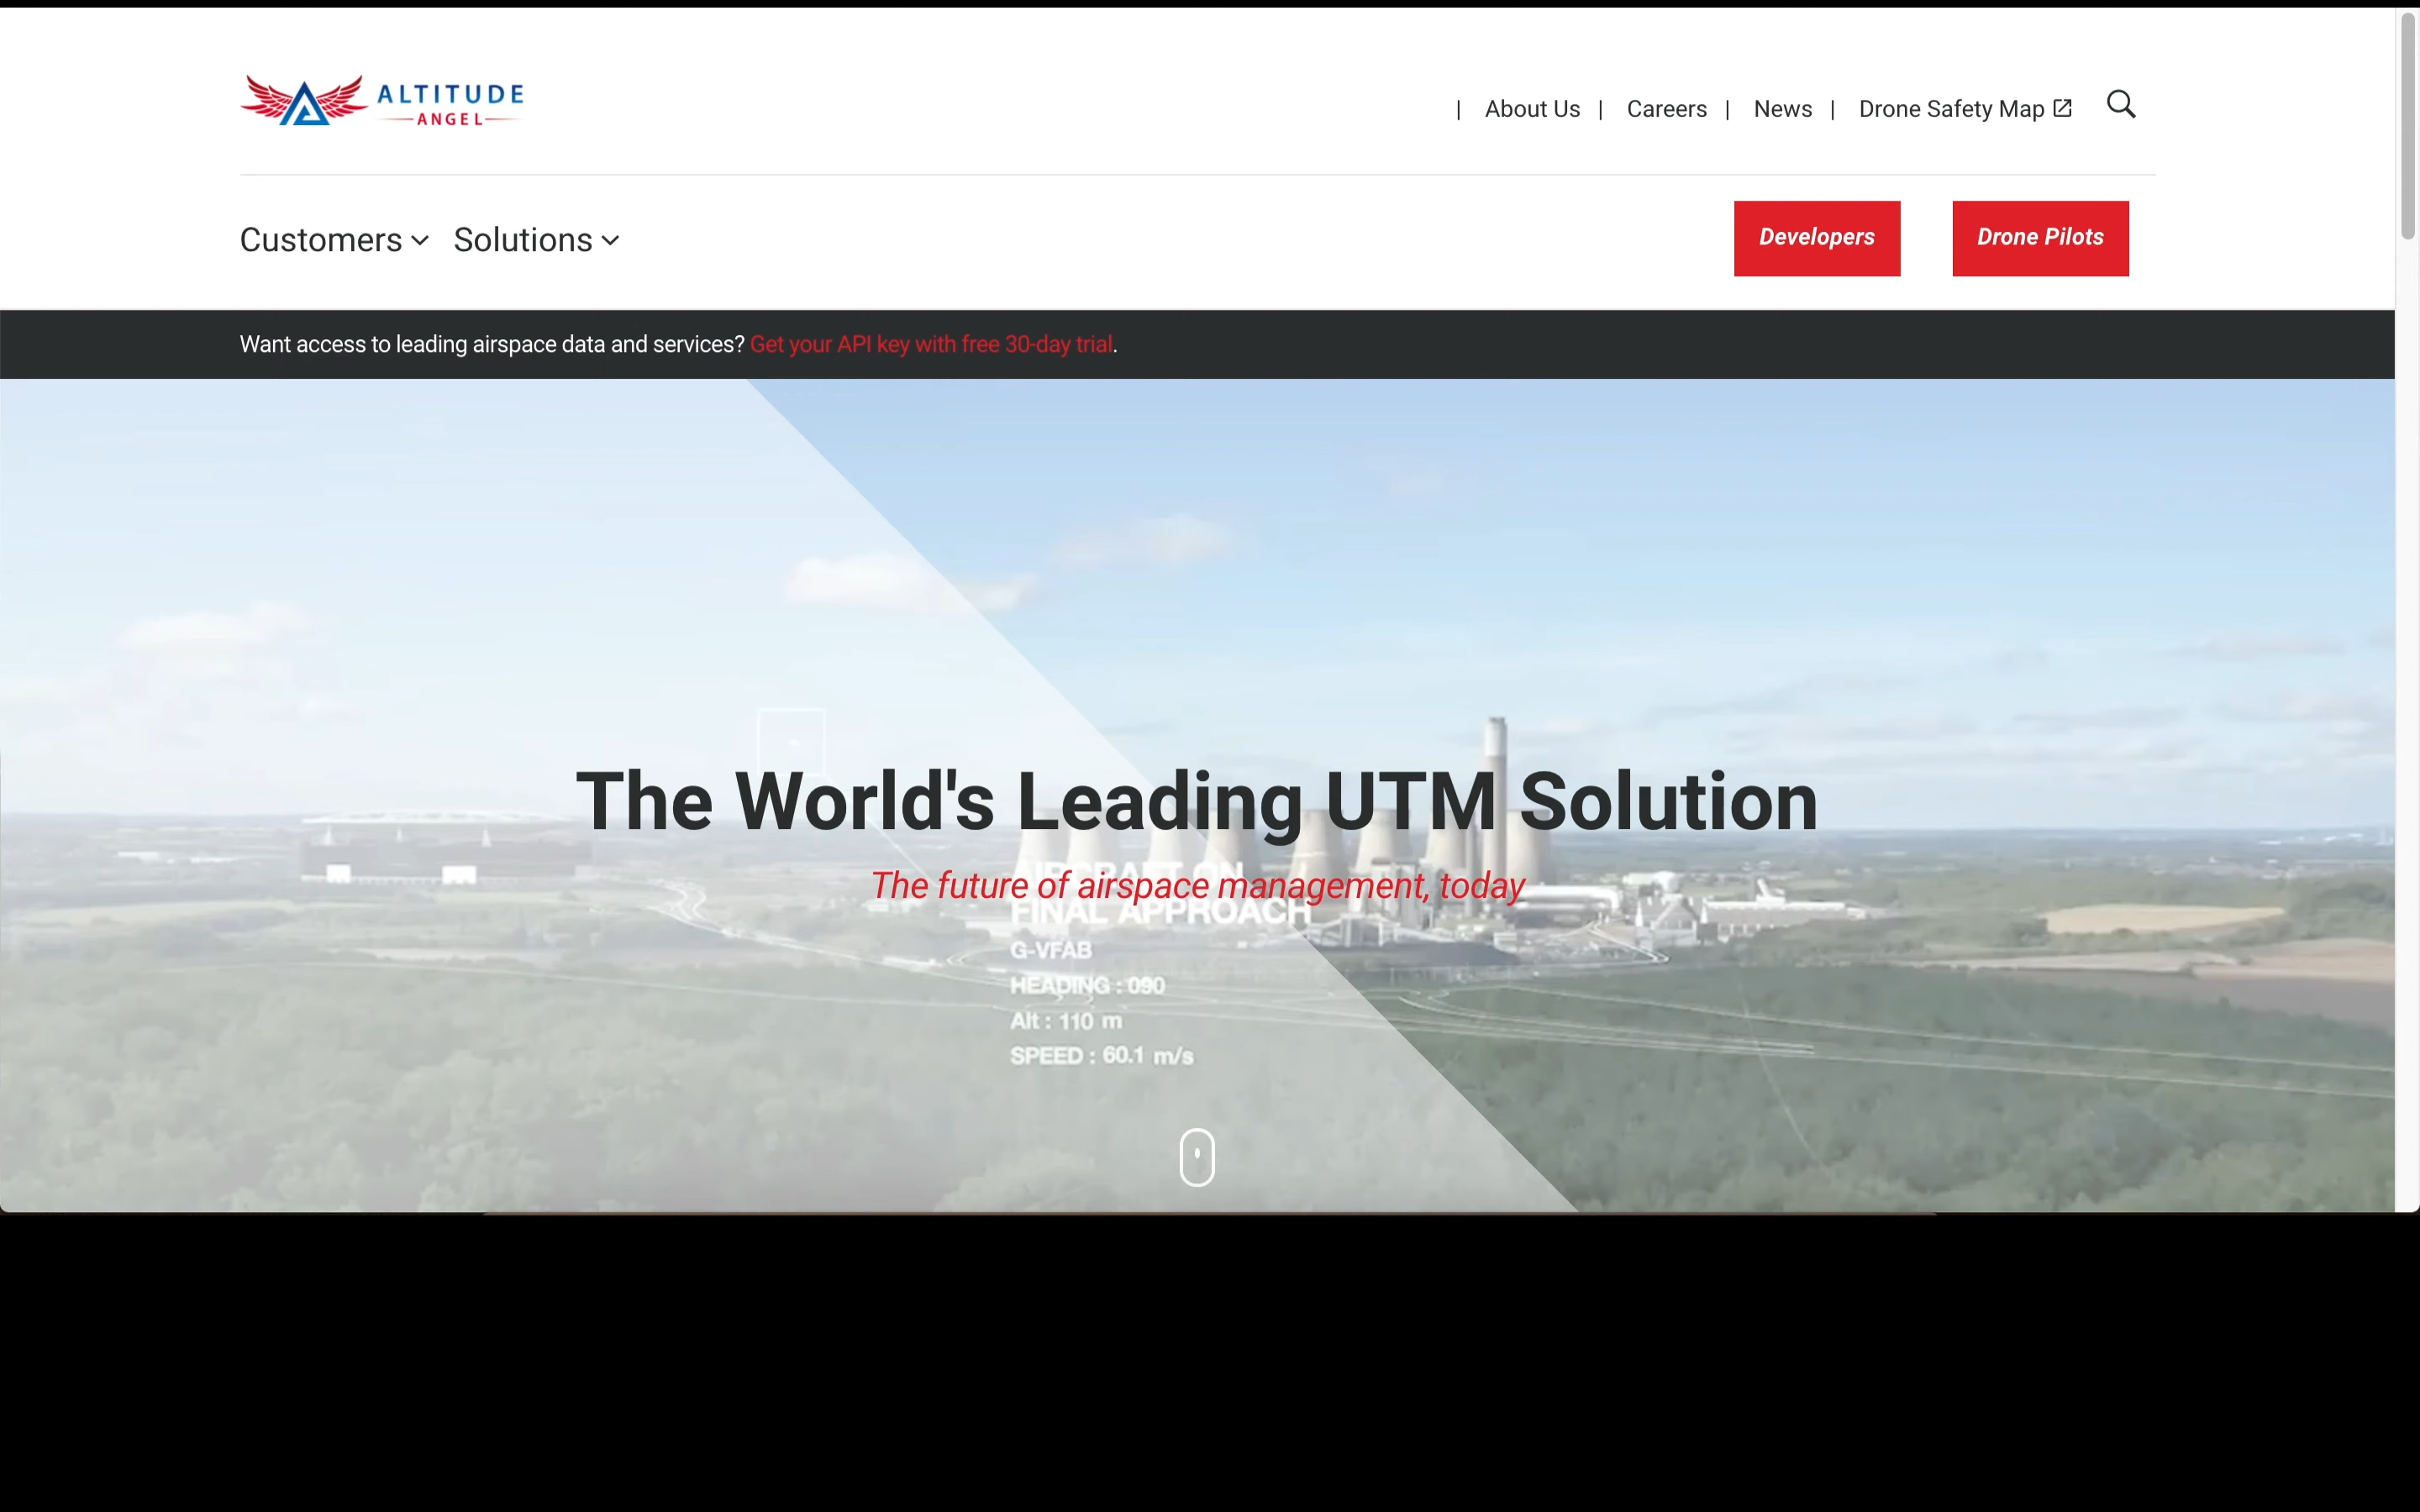 ALTITUDE
ANGEL
| About Us | Careers | News | Drone Safety Map
Customers Solutions
Developers
Drone Pilots
Want access to leading airspace data and services? Get your API key with free 30-day trial.
The World's Leading UTM Solution
AIRCRAFT ON
The future of airspace management, today
FINAL APPROACH
G-VFAB
HEADING : 090
Alt : 110 m
SPEED : 60.1 m/s